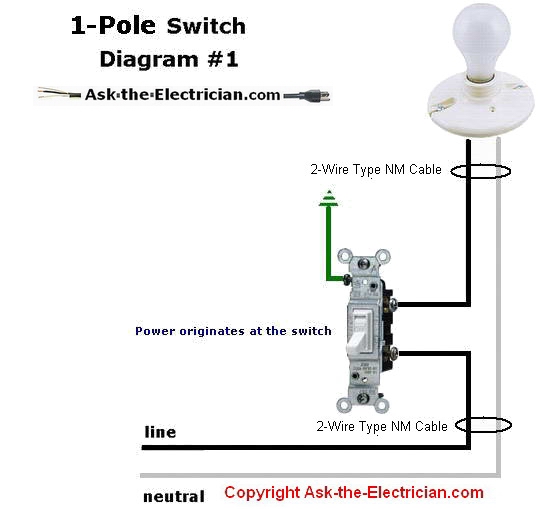 1-Pole Switch
Diagram #1
Ask-the-Electrician.com
2-Wire Type NM Cable
Power originates at the switch
2-Wire Type NM Cable
line
neutral
Copyright Ask-the-Electrician.com